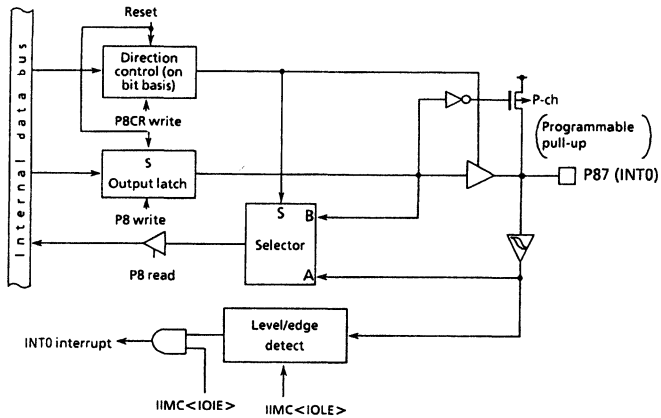 Reset
Internal data bus
Direction
control (on
bit basis)
P8CR write
S
Output latch
P8 write
P8 read
S
B
Selector
A
P-ch
(Programmable
pull-up)
P87 (INT0)
Level/edge
detect
INT0 interrupt
IIMC<IOIE>
IIMC<IOLE>